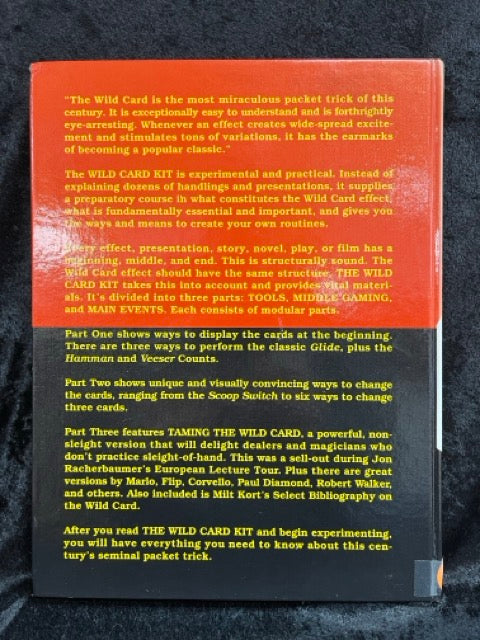 "The Wild Card is the most miraculous packet trick of this
century. It is exceptionally easy to understand and is forthrightly
eye-arresting. Whenever an effect creates wide-spread excite-
ment and stimulates tons of variations, it has the earmarks
of becoming a popular classic."
The WILD CARD KIT is experimental and practical. Instead of
explaining dozens of handlings and presentations, it supplies
a preparatory course in what constitutes the Wild Card effect,
what is fundamentally essential and important, and gives you
the ways and means to create your own routines.
Every effect, presentation, story, novel, play, or film has a
beginning, middle, and end. This is structurally sound. The
Wild Card effect should have the same structure. THE WILD
CARD KIT takes this into account and provides vital materi-
als. It's divided into three parts: TOOLS, MIDDLE GAMING,
and MAIN EVENTS. Each consists of modular parts.
Part One shows ways to display the cards at the beginning.
There are three ways to perform the classic Glide, plus the
Hamman and Veeser Counts.
Part Two shows unique and visually convincing ways to change
the cards, ranging from the Scoop Switch to six ways to change
three cards.
Part Three features TAMING THE WILD CARD, a powerful, non-
sleight version that will delight dealers and magicians who
don't practice sleight-of-hand. This was a sell-out during Jon
Racherbaumer's European Lecture Tour. Plus there are great
versions by Marlo, Flip, Corvello, Paul Diamond, Robert Walker,
and others. Also included is Milt Kort's Select Bibliography on
the Wild Card.
After you read THE WILD CARD KIT and begin experimenting,
you will have everything you need to know about this cen-
tury's seminal packet trick.